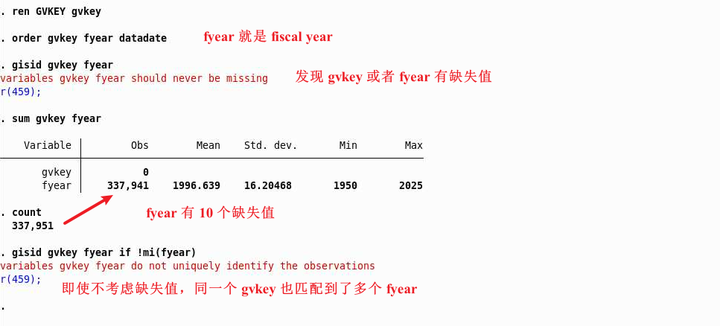 . ren GVKEY gvkey
. order gvkey fyear datadate
fyear 就是 fiscal year
. gisid gvkey fyear
variables gvkey fyear should never be missing
发现 gvkey 或者 fyear 有缺失值
r(459);
. sum gvkey fyear
Variable | Obs Mean Std. dev. Min Max
gvkey | 0
fyear | 337,941 1996.639 16.20468 1950 2025
. count
337,951
fyear 有 10 个缺失值
. gisid gvkey fyear if !mi(fyear)
variables gvkey fyear do not uniquely identify the observations
r(459);
即使不考虑缺失值，同一个 gvkey 也匹配到了多个 fyear
.